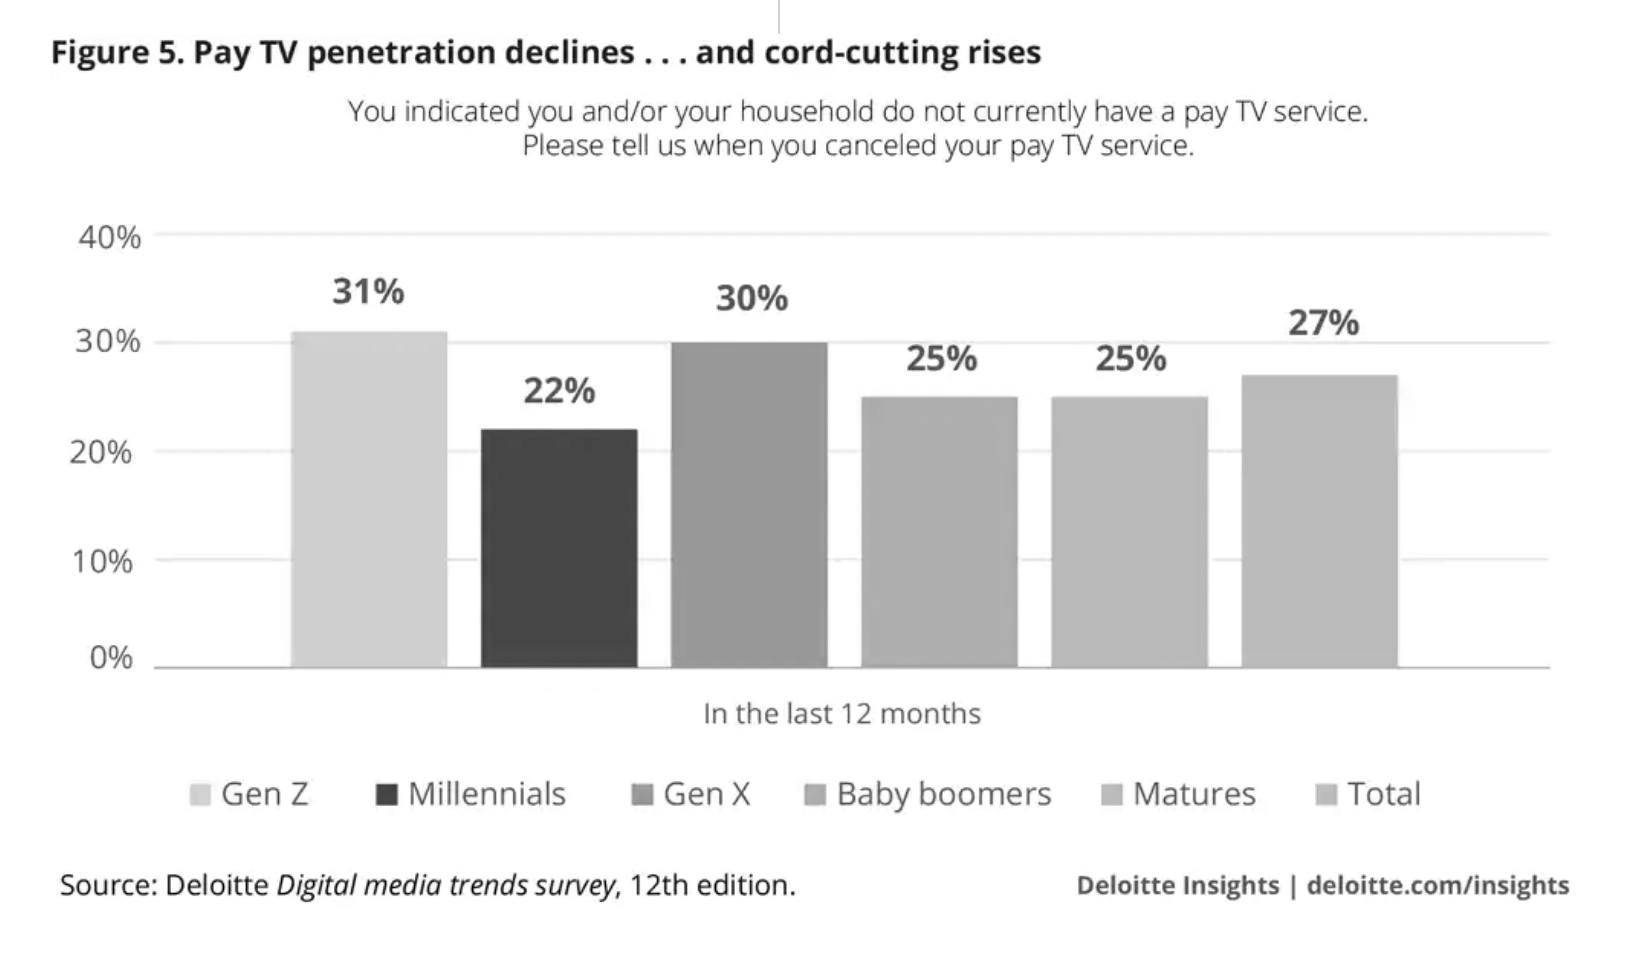 Figure 5. Pay TV penetration declines . . . and cord-cutting rises
You indicated you and/or your household do not currently have a pay TV service.
Please tell us when you canceled your pay TV service.
40%
31%
30%
27%
30%
25%
25%
22%
20%
10%
0%
In the last 12 months
Gen Z Millennials Gen X Baby boomers Matures Total
Source: Deloitte Digital media trends survey, 12th edition.
Deloitte Insights | deloitte.com/insights